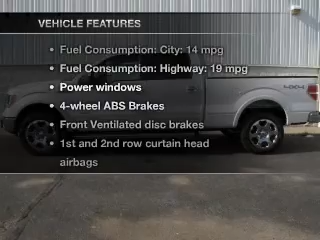 VEHICLE FEATURES
• Fuel Consumption: City: 14 mpg
• Fuel Consumption: Highway: 19 mpg
• Power windows
• 4-wheel ABS Brakes
• Front Ventilated disc brakes
• 1st and 2nd row curtain head
airbags
4X4